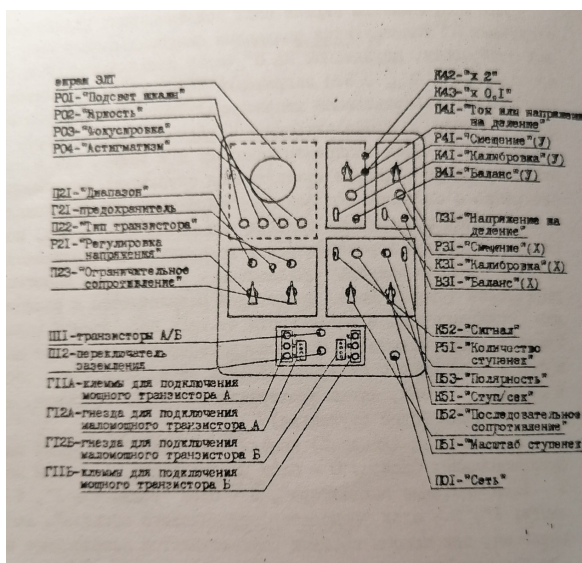 экран ЭЛТ
Р01-"Подсвет шкалы"
Р02-"Яркость"
Р03-"Фокусировка"
Р04-"Астигматизм"
П21-"Диапазон"
Г21-предохранитель
П22-"Тип транзистора"
Р21-"Регулировка
напряжения"
П23-"Ограничительное
сопротивление"
П11-транзисторы А/Б
П12-переключатель
заземления
Г11А-клеммы для подключения
мощного транзистора А
Г12А-гнезда для подключения
маломощного транзистора А
Г12Б-гнезда для подключения
маломощного транзистора Б
Г11Б-клеммы для подключения
мощного транзистора Б
К42-"х 2"
К43-"х 0,1"
П41-"Ток или напряжение
на деление"
Р41-"Смещение"(У)
К41-"Калибровка"(У)
В41-"Баланс"(У)
П31-"Напряжение на
деление"
Р31-"Смещение"(Х)
К31-"Калибровка"(Х)
В31-"Баланс"(Х)
К52-"Сигнал"
Р51-"Количество
ступенек"
П53-"Полярность"
К51-"Ступ/сек"
П52-"Последовательное
сопротивление"
П51-"Масштаб ступенек
П01-"Сеть"